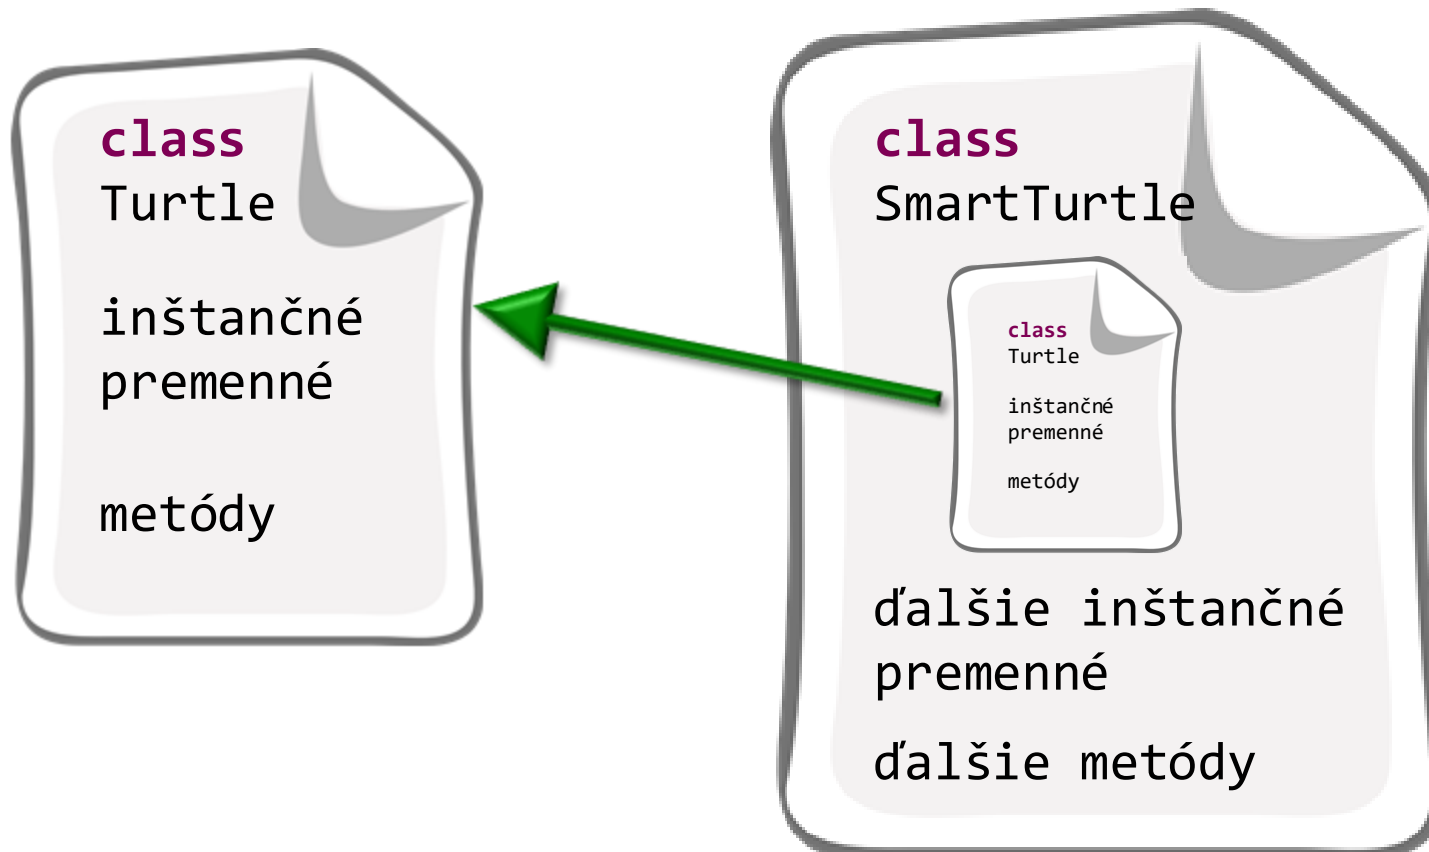 class
Turtle
inštančné
premenné
metódy
class
SmartTurtle
class
Turtle
inštančné
premenné
metódy
ďalšie inštančné
premenné
ďalšie metódy